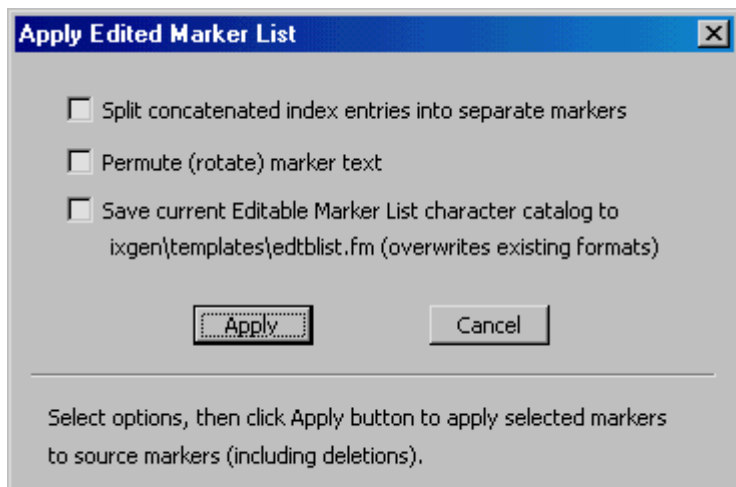 Apply Edited Marker List
Split concatenated index entries into separate markers
Permute (rotate) marker text
Save current Editable Marker List character catalog to
ixgen\templates\edtblist.fm (overwrites existing formats)
Apply
Cancel
Select options, then click Apply button to apply selected markers
to source markers (including deletions).